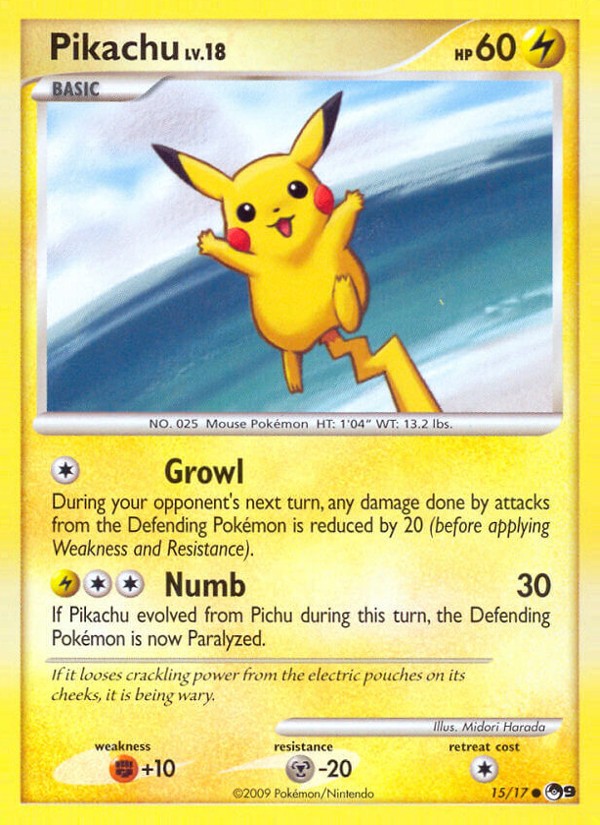 Pikachu LV.18 HP 60
BASIC
NO. 025 Mouse Pokémon HT: 1'04" WT: 13.2 lbs.
Growl
During your opponent's next turn, any damage done by attacks
from the Defending Pokémon is reduced by 20 (before applying
Weakness and Resistance).
Numb 30
If Pikachu evolved from Pichu during this turn, the Defending
Pokémon is now Paralyzed.
If it looses crackling power from the electric pouches on its
cheeks, it is being wary.
Illus. Midori Harada
weakness resistance retreat cost
+10 -20
15/17 9
©2009 Pokémon/Nintendo